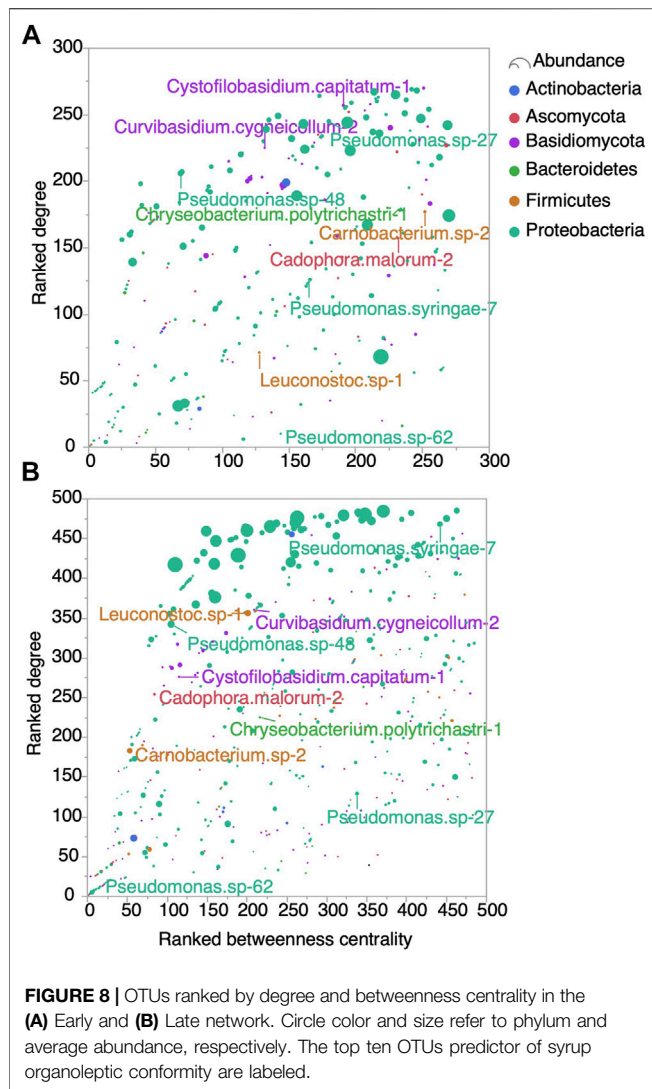 A
300
250
200
150
100
50
0
Ranked degree
Cystofilobasidium.capitatum-1
Curvibasidium.cygneicollum-2
Pseudomonas.sp-27
Pseudomonas.sp-48
Chryseobacterium.polytrichastri-1
Carnobacterium.sp-2
Cadophora.malorum-2
Pseudomonas.syringae-7
Leuconostoc.sp-1
Pseudomonas.sp-62
0 50 100 150 200 250 300
Abundance
Actinobacteria
Ascomycota
Basidiomycota
Bacteroidetes
Firmicutes
Proteobacteria
B
500
450
400
350
300
250
200
150
100
50
0
Ranked degree
Pseudomonas.syringae-7
Leuconostoc.sp-1
Curvibasidium.cygneicollum-2
Pseudomonas.sp-48
Cystofilobasidium.capitatum-1
Cadophora.malorum-2
Chryseobacterium.polytrichastri-1
Carnobacterium.sp-2
Pseudomonas.sp-27
Pseudomonas.sp-62
0 50 100 150 200 250 300 350 400 450 500
Ranked betweenness centrality
FIGURE 8 | OTUs ranked by degree and betweenness centrality in the
(A) Early and (B) Late network. Circle color and size refer to phylum and
average abundance, respectively. The top ten OTUs predictor of syrup
organoleptic conformity are labeled.